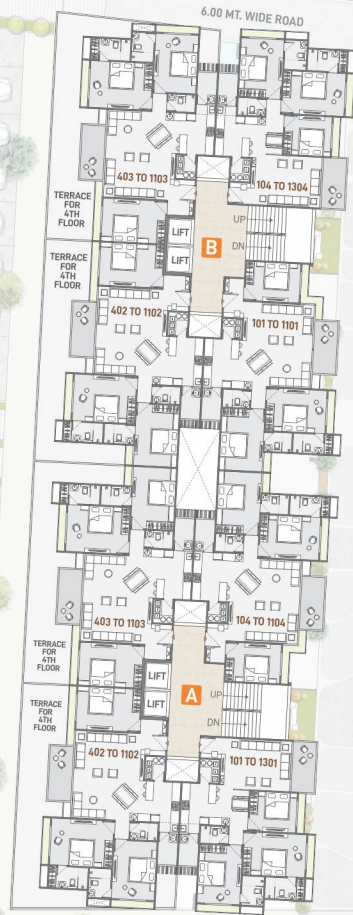 6.00 MT. WIDE ROAD
403 TO 1103
104 TO 1304
TERRACE
FOR
4TH
FLOOR
UP
LIFT
B
DN
LIFT
TERRACE
FOR
4TH
FLOOR
402 TO 1102
101 TO 1101
403 TO 1103
104 TO 1104
TERRACE
FOR
4TH
FLOOR
LIFT
A
UP
LIFT
DN
TERRACE
FOR
4TH
FLOOR
402 TO 1102
101 TO 1301